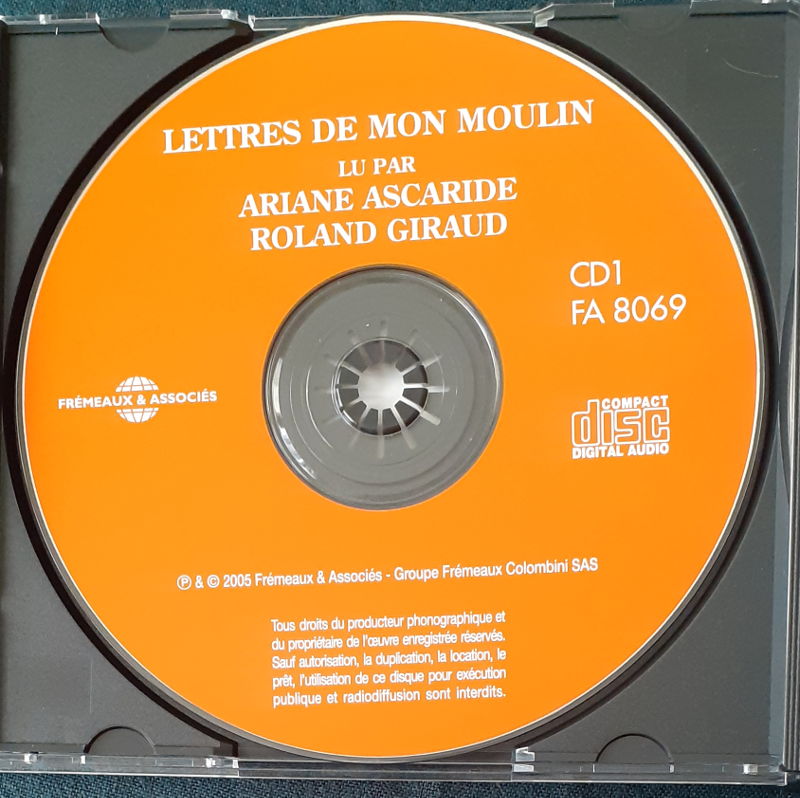 LETTRES DE MON MOULIN
LU PAR
ARIANE ASCARIDE
ROLAND GIRAUD
CD1
FA 8069
FRÉMEAUX & ASSOCIÉS
COMPACT
disc
DIGITAL AUDIO
℗ & © 2005 Frémeaux & Associés - Groupe Frémeaux Colombini SAS
Tous droits du producteur phonographique et
du propriétaire de l'œuvre enregistrée réservés.
Sauf autorisation, la duplication, la location, le
prêt, l'utilisation de ce disque pour exécution
publique et radiodiffusion sont interdits.